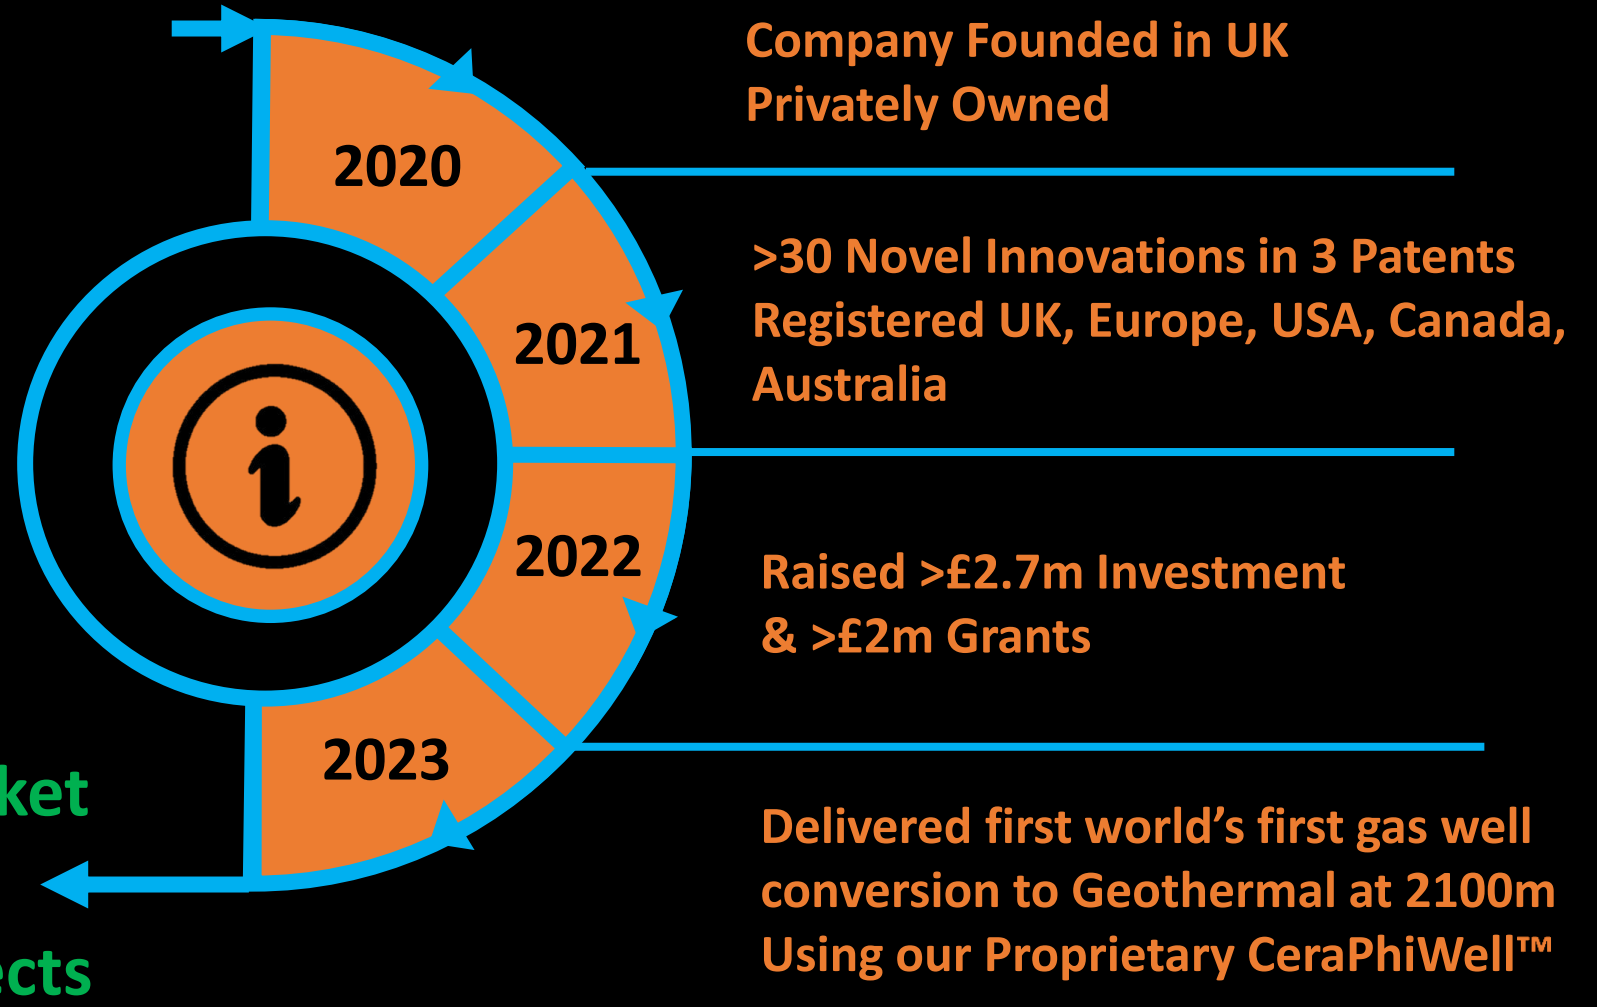 Company Founded in UK
Privately Owned
2020
>30 Novel Innovations in 3 Patents
Registered UK, Europe, USA, Canada,
Australia
2021
Raised >£2.7m Investment
& >£2m Grants
2022
Delivered first world’s first gas well
conversion to Geothermal at 2100m
Using our Proprietary CeraPhiWell™
2023
ket
ects